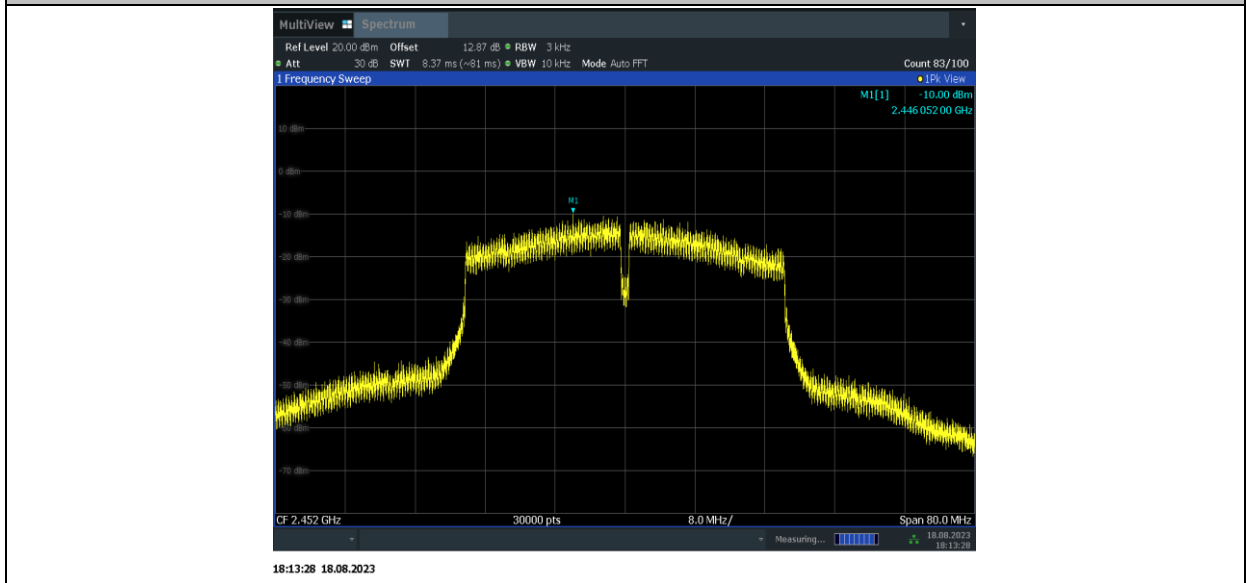 MultiView Spectrum
Ref Level 20.00 dBm Offset 12.87 dB RBW 3 kHz
Att 30 dB SWT 8.37 ms (~81 ms) VBW 10 kHz Mode Auto FFT Count 83/100
1 Frequency Sweep 1Pk View
M1[1] -10.00 dBm
2.446 052 00 GHz
10 dBm
0 dBm
M1
-10 dBm
-20 dBm
-30 dBm
-40 dBm
-50 dBm
-60 dBm
-70 dBm
CF 2.452 GHz 30000 pts 8.0 MHz/ Span 80.0 MHz
Measuring... 18.08.2023
18:13:28
18:13:28 18.08.2023